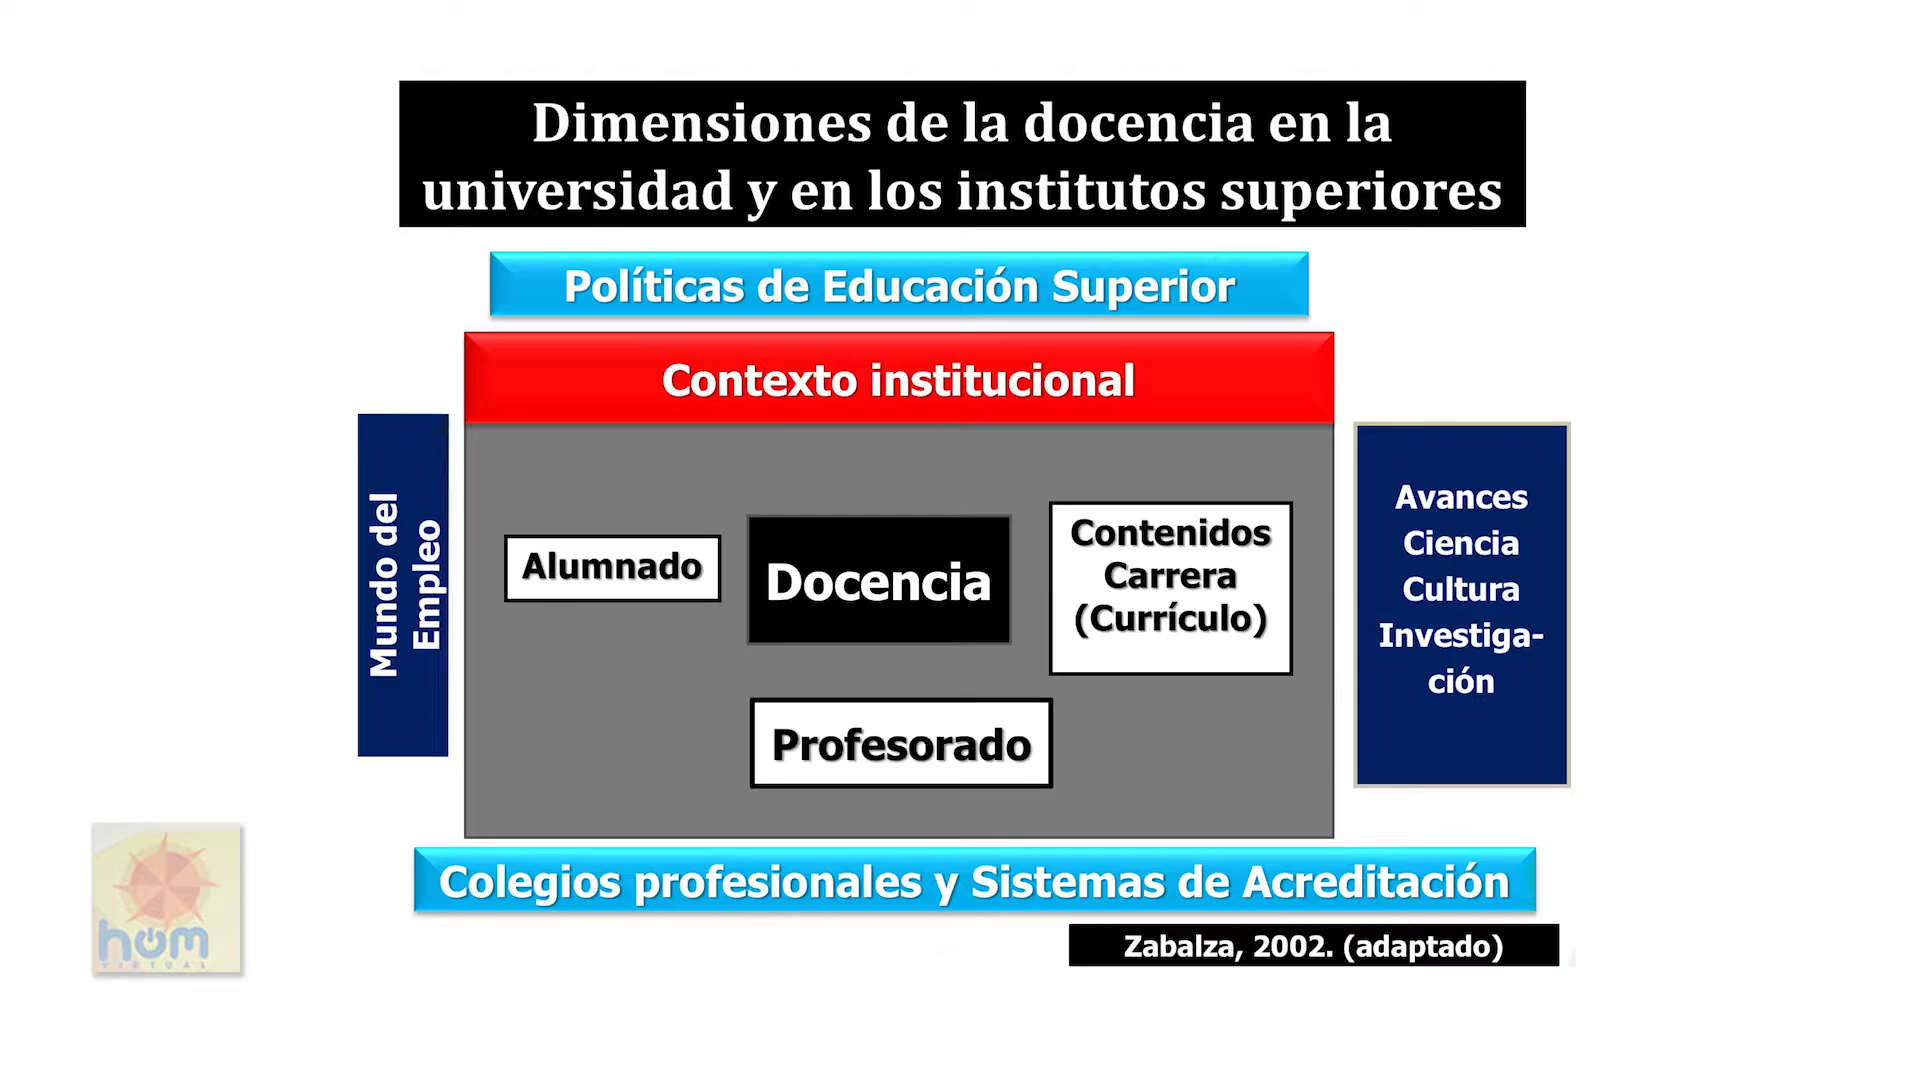 Dimensiones de la docencia en la
universidad y en los institutos superiores
Políticas de Educación Superior
Contexto institucional
Mundo del
Empleo
Alumnado
Docencia
Contenidos
Carrera
(Currículo)
Profesorado
Avances
Ciencia
Cultura
Investiga-
ción
Colegios profesionales y Sistemas de Acreditación
Zabalza, 2002. (adaptado)
hom
VIRTUAL